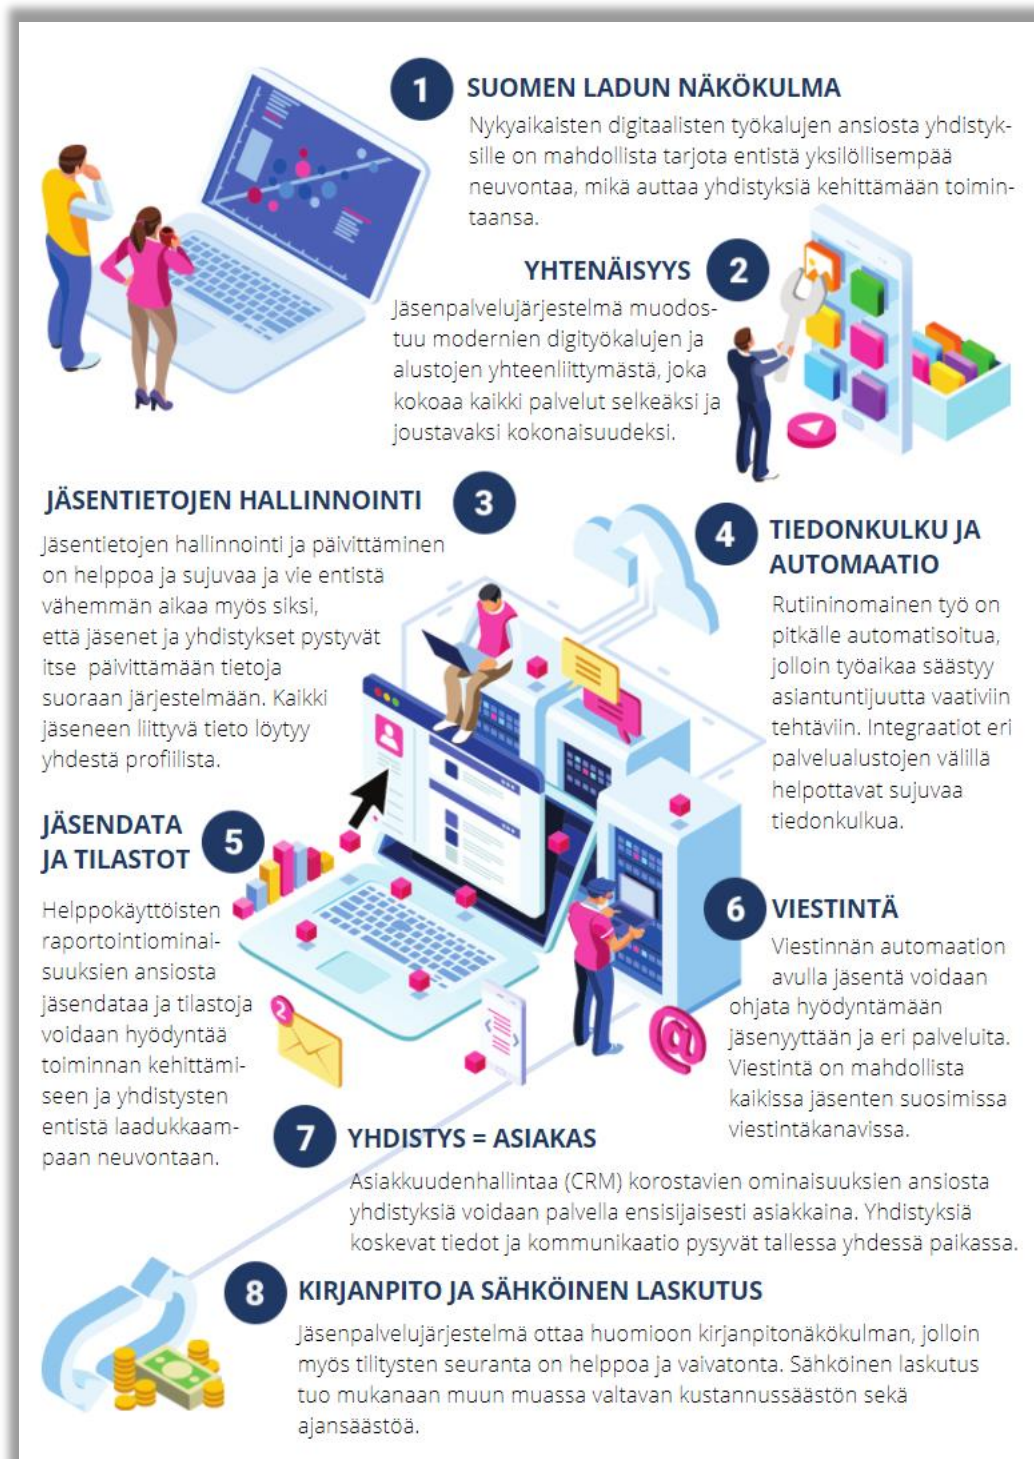 1
SUOMEN LADUN NÄKÖKULMA
Nykyaikaisten digitaalisten työkalujen ansiosta yhdistyk-
sille on mahdollista tarjota entistä yksilöllisempää
neuvontaa, mikä auttaa yhdistyksiä kehittämään toimin-
taansa.
YHTENÄISYYS
2
Jäsenpalvelujärjestelmä muodos-
tuu modernien digityökalujen ja
alustojen yhteenliittymästä, joka
kokoaa kaikki palvelut selkeäksi ja
joustavaksi kokonaisuudeksi.
JÄSENTIETOJEN HALLINNOINTI
3
Jäsentietojen hallinnointi ja päivittäminen
on helppoa ja sujuvaa ja vie entistä
vähemmän aikaa myös siksi,
että jäsenet ja yhdistykset pystyvät
itse päivittämään tietoja
suoraan järjestelmään. Kaikki
jäseneen liittyvä tieto löytyy
yhdestä profiilista.
4
TIEDONKULKU JA
AUTOMAATIO
Rutiininomainen työ on
pitkälle automatisoitua,
jolloin työaikaa säästyy
asiantuntijuutta vaativiin
tehtäviin. Integraatiot eri
palvelualustojen välillä
helpottavat sujuvaa
tiedonkulkua.
JÄSENDATA
JA TILASTOT
5
Helppokäyttöisten
raportointiominai-
suuksien ansiosta
jäsendataa ja tilastoja
voidaan hyödyntää
toiminnan kehittämi-
seen ja yhdistysten
entistä laadukkaam-
paan neuvontaan.
2
@
6
VIESTINTÄ
Viestinnän automaation
avulla jäsentä voidaan
ohjata hyödyntämään
jäsenyyttään ja eri palveluita.
Viestintä on mahdollista
kaikissa jäsenten suosimissa
viestintäkanavissa.
7
YHDISTYS = ASIAKAS
Asiakkuudenhallintaa (CRM) korostavien ominaisuuksien ansiosta
yhdistyksiä voidaan palvella ensisijaisesti asiakkaina. Yhdistyksiä
koskevat tiedot ja kommunikaatio pysyvät tallessa yhdessä paikassa.
8
KIRJANPITO JA SÄHKÖINEN LASKUTUS
Jäsenpalvelujärjestelmä ottaa huomioon kirjanpitonäkökulman, jolloin
myös tilitysten seuranta on helppoa ja vaivatonta. Sähköinen laskutus
tuo mukanaan muun muassa valtavan kustannussäästön sekä
ajansäästöä.